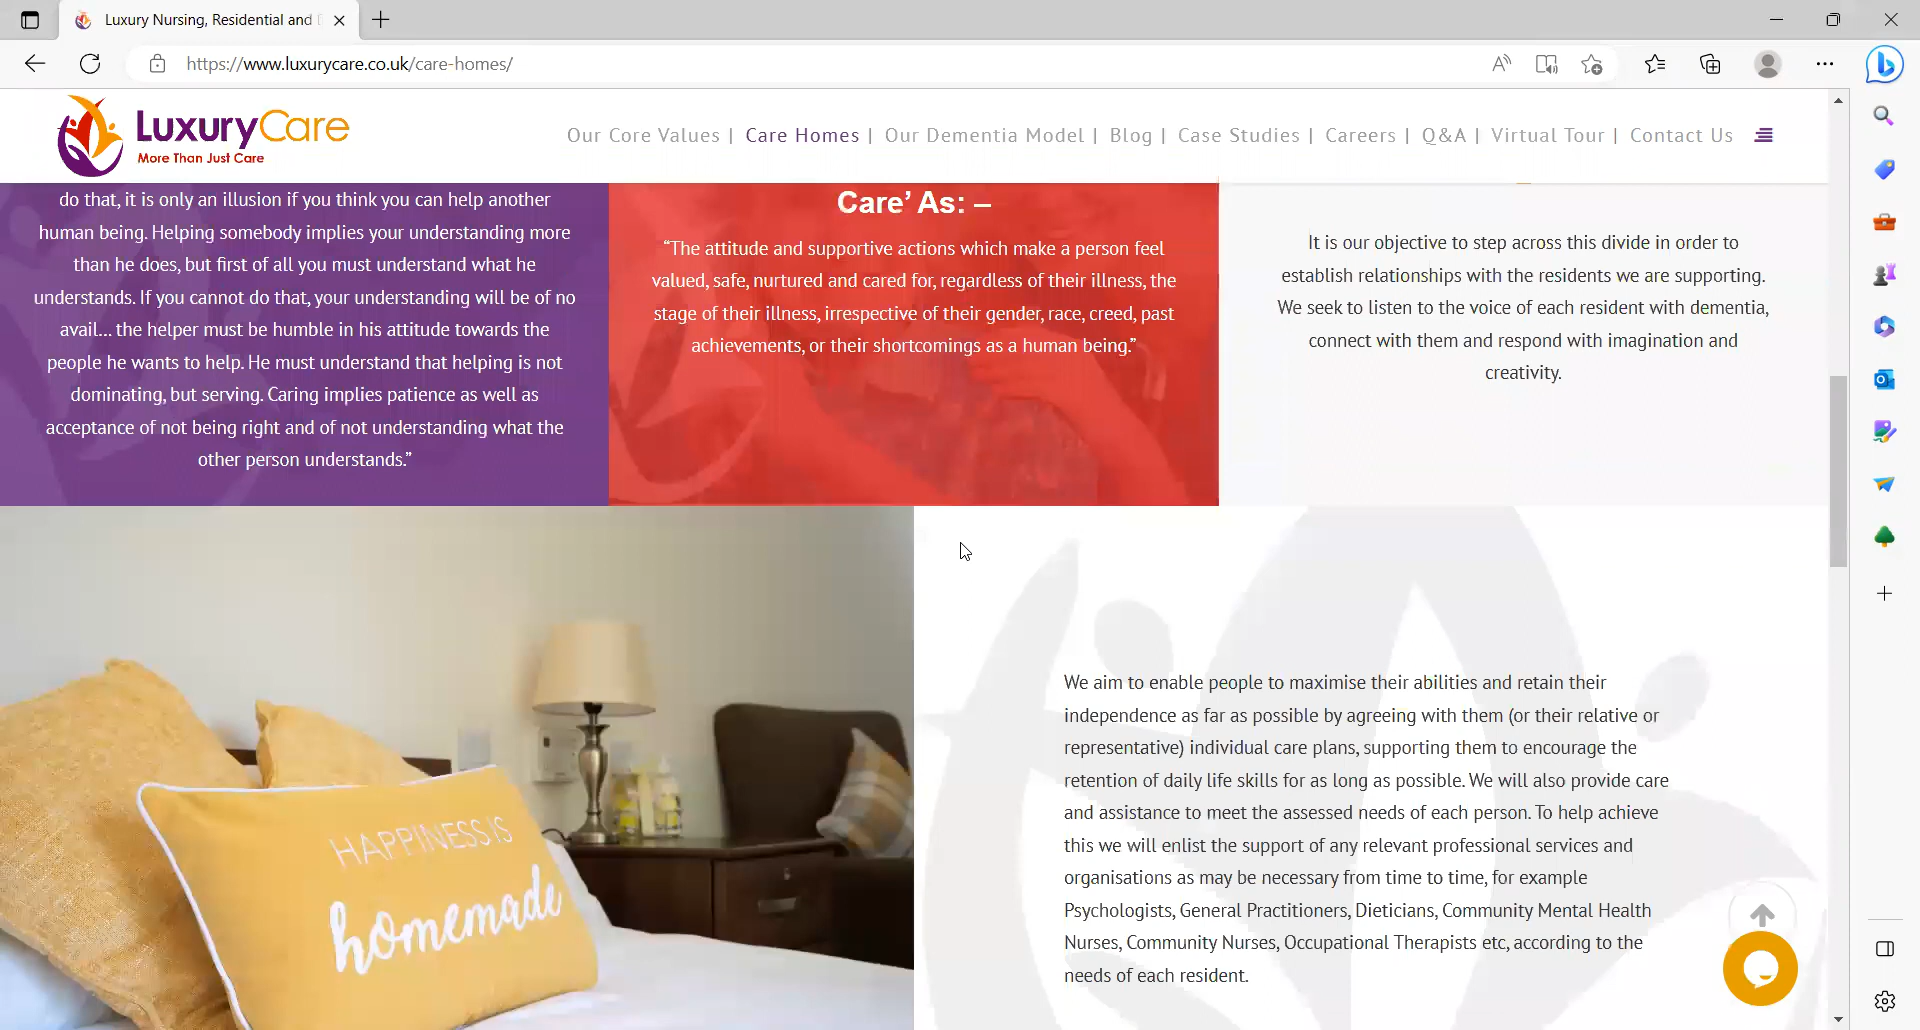 Luxury Nursing, Residential and
https://www.luxurycare.co.uk/care-homes/
LuxuryCare
More Than Just Care
Our Core Values | Care Homes | Our Dementia Model | Blog | Case Studies | Careers | Q&A | Virtual Tour | Contact Us
do that, it is only an illusion if you think you can help another
human being. Helping somebody implies your understanding more
than he does, but first of all you must understand what he
understands. If you cannot do that, your understanding will be of no
avail... the helper must be humble in his attitude towards the
people he wants to help. He must understand that helping is not
dominating, but serving. Caring implies patience as well as
acceptance of not being right and of not understanding what the
other person understands.”
Care’ As: –
“The attitude and supportive actions which make a person feel
valued, safe, nurtured and cared for, regardless of their illness, the
stage of their illness, irrespective of their gender, race, creed, past
achievements, or their shortcomings as a human being.”
It is our objective to step across this divide in order to
establish relationships with the residents we are supporting.
We seek to listen to the voice of each resident with dementia,
connect with them and respond with imagination and
creativity.
HAPPINESS IS
homemade
We aim to enable people to maximise their abilities and retain their
independence as far as possible by agreeing with them (or their relative or
representative) individual care plans, supporting them to encourage the
retention of daily life skills for as long as possible. We will also provide care
and assistance to meet the assessed needs of each person. To help achieve
this we will enlist the support of any relevant professional services and
organisations as may be necessary from time to time, for example
Psychologists, General Practitioners, Dieticians, Community Mental Health
Nurses, Community Nurses, Occupational Therapists etc, according to the
needs of each resident.